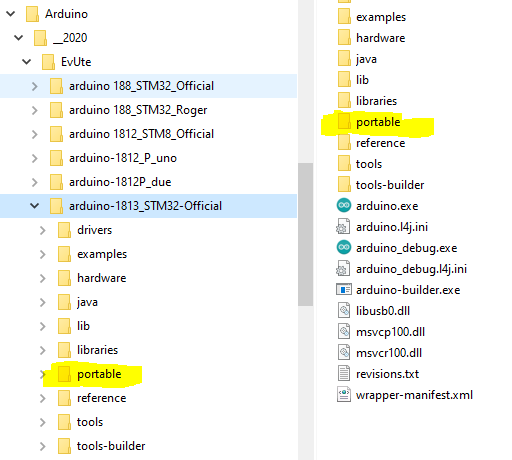 Arduino
__2020
EvUte
arduino 188_STM32_Official
arduino 188_STM32_Roger
arduino 1812_STM8_Official
arduino-1812_P_uno
arduino-1812P_due
arduino-1813_STM32-Official
drivers
examples
hardware
java
lib
libraries
portable
reference
tools
tools-builder
examples
hardware
java
lib
libraries
portable
reference
tools
tools-builder
arduino.exe
arduino.l4j.ini
arduino_debug.exe
arduino_debug.l4j.ini
arduino-builder.exe
libusb0.dll
msvcp100.dll
msvcr100.dll
revisions.txt
wrapper-manifest.xml